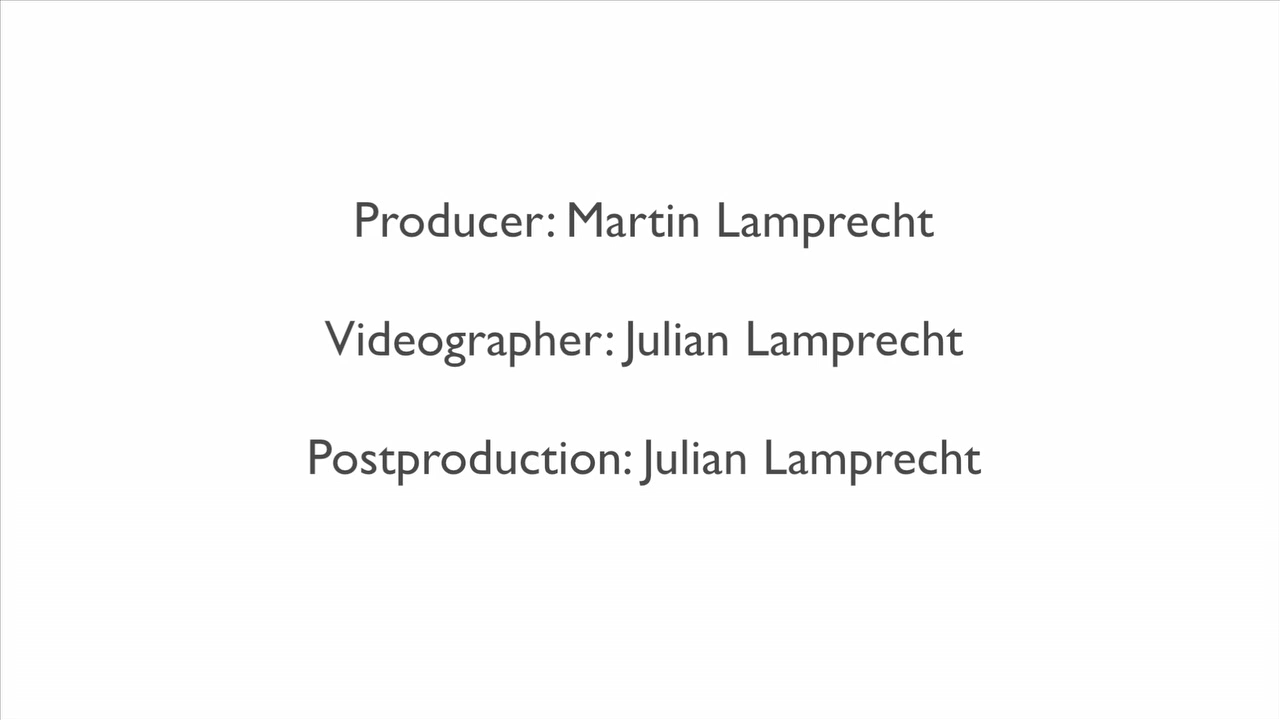 Producer: Martin Lamprecht
Videographer: Julian Lamprecht
Postproduction: Julian Lamprecht